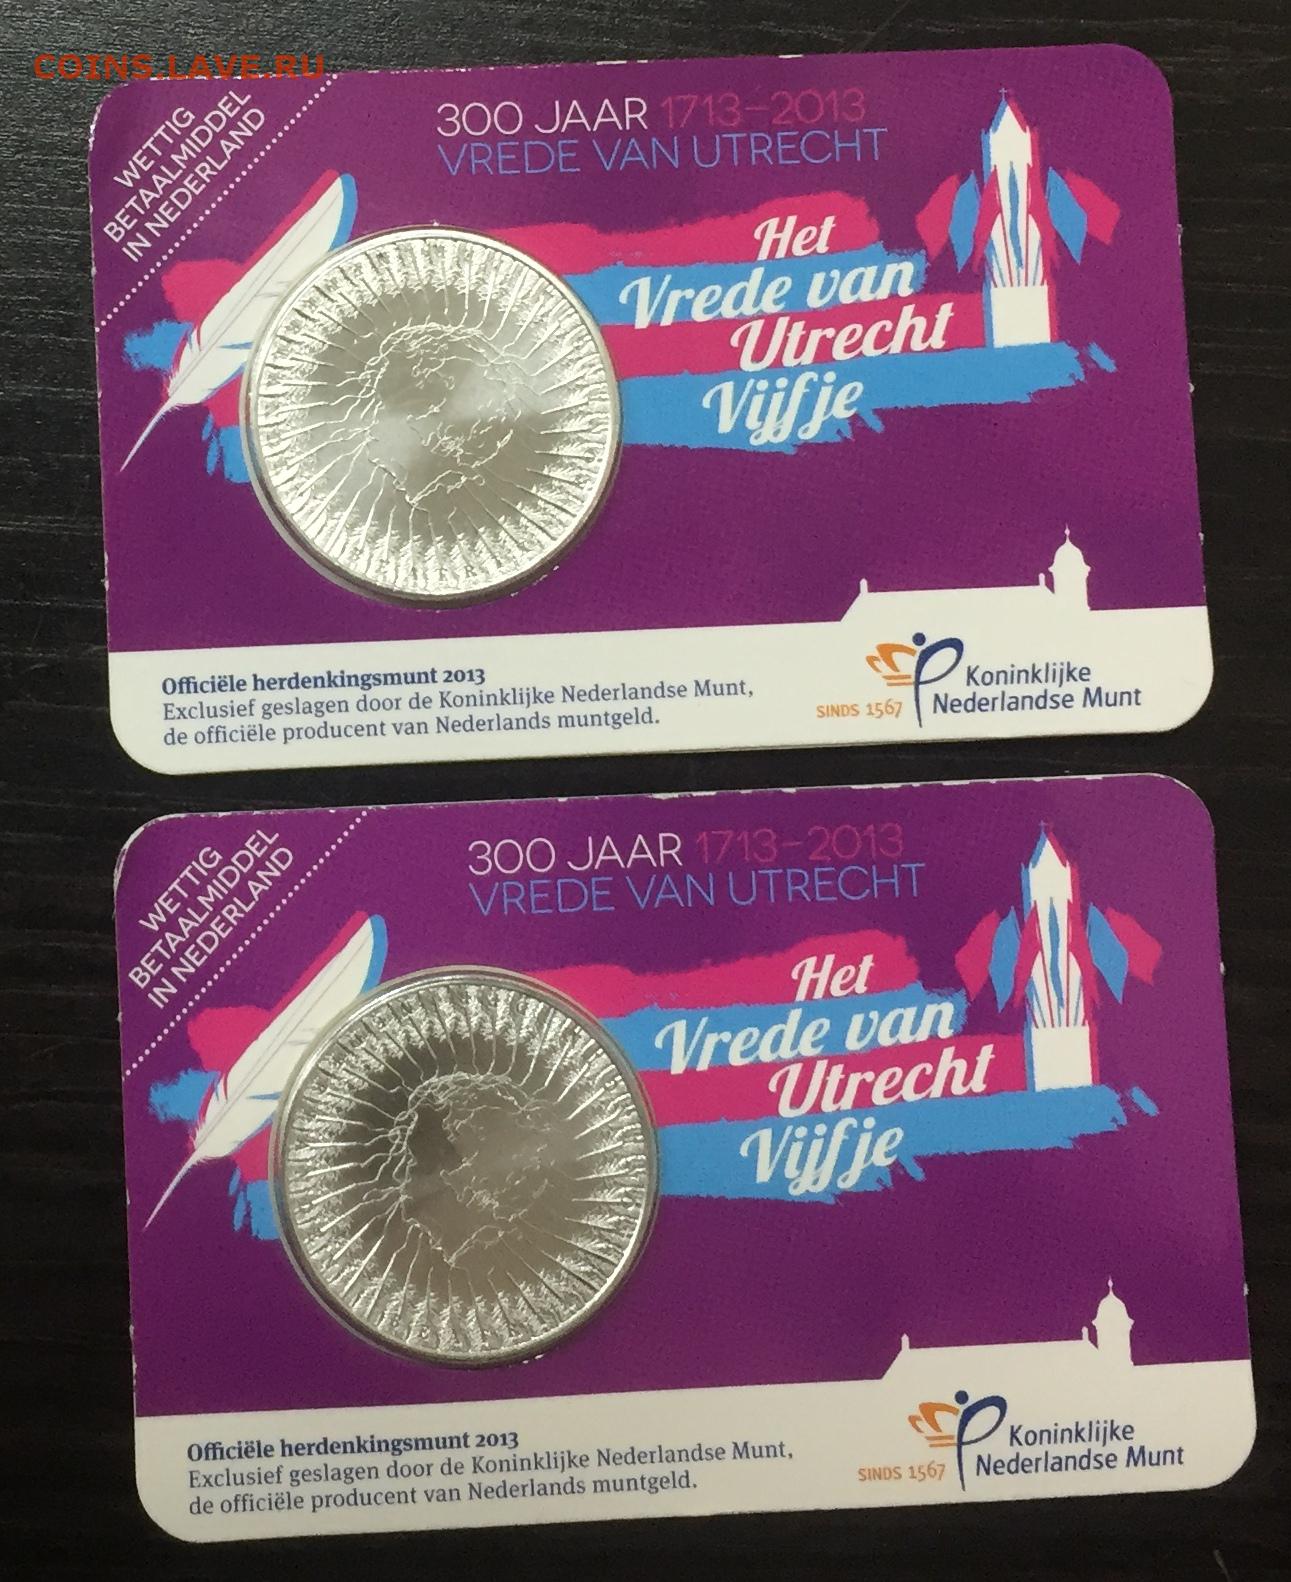 COINS.LAVE.RU
WETTIG
BETAALMIDDEL
IN NEDERLAND
300 JAAR 1713-2013
VREDE VAN UTRECHT
Het
Vrede van
Utrecht
Vijfje
Officiële herdenkingsmunt 2013
Exclusief geslagen door de Koninklijke Nederlandse Munt,
de officiële producent van Nederlands muntgeld.
SINDS 1567
Koninklijke
Nederlandse Munt
WETTIG
BETAALMIDDEL
IN NEDERLAND
300 JAAR 1713-2013
VREDE VAN UTRECHT
Het
Vrede van
Utrecht
Vijfje
Officiële herdenkingsmunt 2013
Exclusief geslagen door de Koninklijke Nederlandse Munt,
de officiële producent van Nederlands muntgeld.
SINDS 1567
Koninklijke
Nederlandse Munt